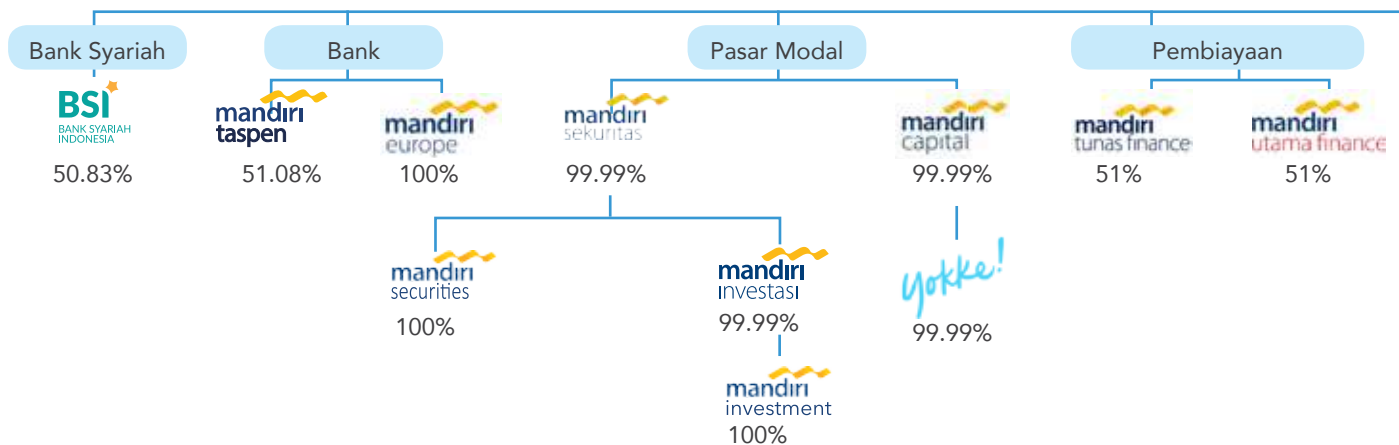 Bank Syariah
Bank
Pasar Modal
Pembiayaan
BSI
BANK SYARIAH
INDONESIA
50.83%
mandiri
taspen
51.08%
mandiri
europe
100%
mandiri
sekuritas
99.99%
mandiri
capital
99.99%
mandiri
tunas finance
51%
mandiri
utama finance
51%
mandiri
securities
100%
mandiri
investasi
99.99%
yokke!
99.99%
mandiri
investment
100%